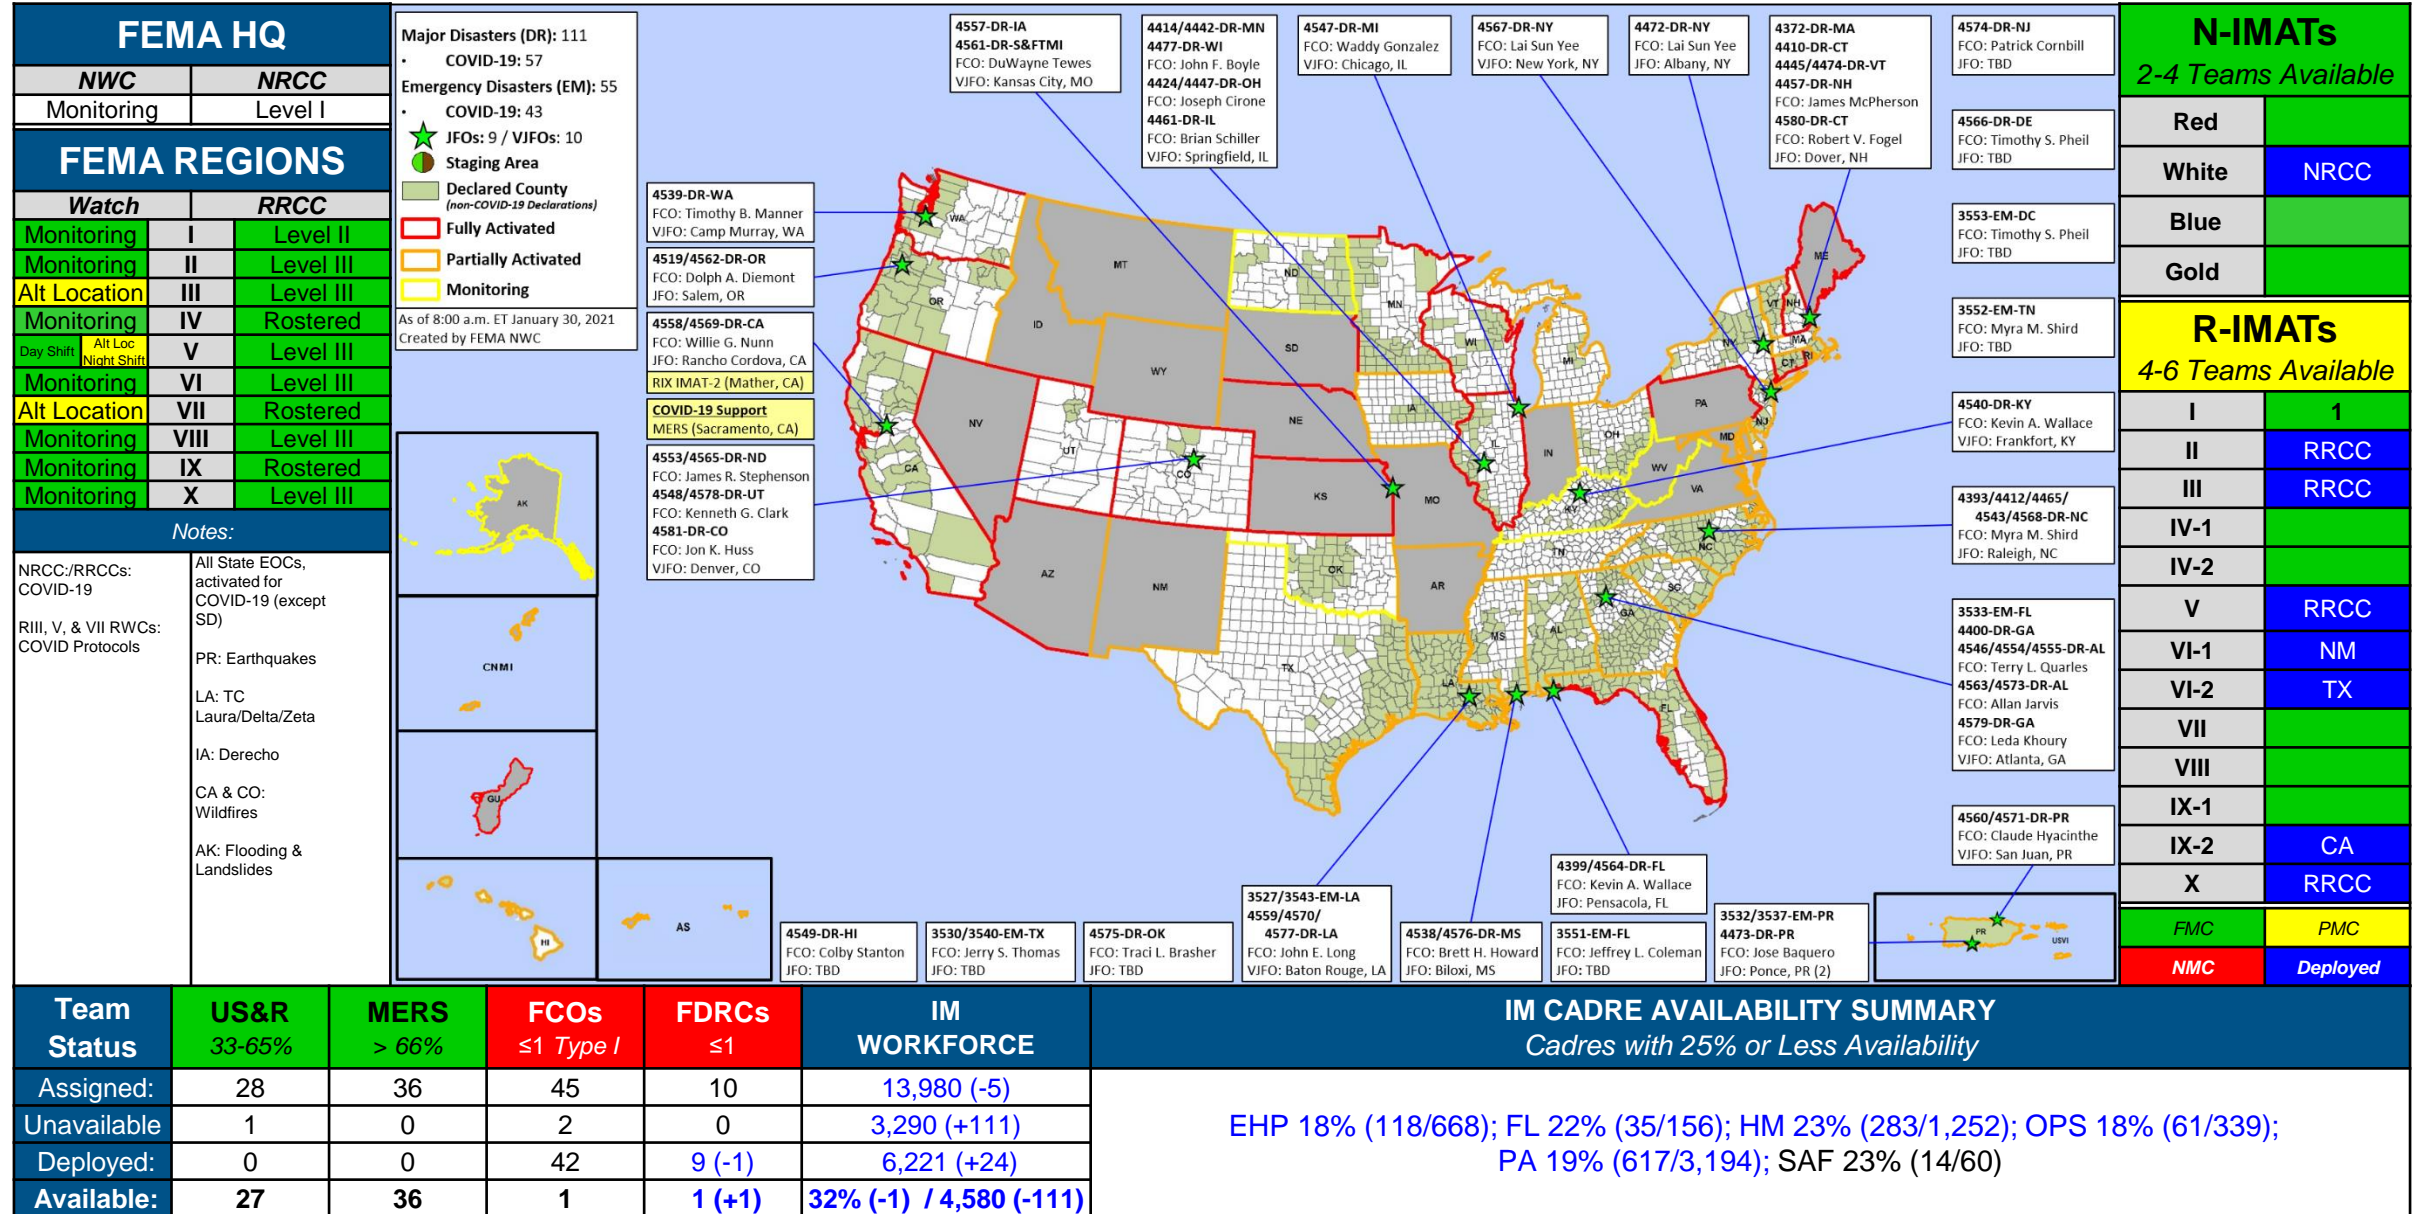 FEMA HQ
NWC NRCC
Monitoring Level I
FEMA REGIONS
Watch RRCC
Monitoring I Level II
Monitoring II Level III
Alt Location III Level III
Monitoring IV Rostered
Day Shift Alt Loc Night Shift V Level III
Monitoring VI Level III
Alt Location VII Rostered
Monitoring VIII Level III
Monitoring IX Rostered
Monitoring X Level III
Notes:
NRCC:/RRCCs:
COVID-19
RIII, V, & VII RWCs:
COVID Protocols
All State EOCs,
activated for
COVID-19 (except
SD)
PR: Earthquakes
LA: TC
Laura/Delta/Zeta
IA: Derecho
CA & CO:
Wildfires
AK: Flooding &
Landslides
Major Disasters (DR): 111
• COVID-19: 57
Emergency Disasters (EM): 55
• COVID-19: 43
JFOs: 9 / VJFOs: 10
Staging Area
Declared County
(non-COVID-19 Declarations)
Fully Activated
Partially Activated
Monitoring
As of 8:00 a.m. ET January 30, 2021
Created by FEMA NWC
4557-DR-IA
4561-DR-S&FTMI
FCO: DuWayne Tewes
VJFO: Kansas City, MO
4414/4442-DR-MN
4477-DR-WI
FCO: John F. Boyle
4424/4447-DR-OH
FCO: Joseph Cirone
4461-DR-IL
FCO: Brian Schiller
VJFO: Springfield, IL
4547-DR-MI
FCO: Waddy Gonzalez
VJFO: Chicago, IL
4567-DR-NY
FCO: Lai Sun Yee
VJFO: New York, NY
4472-DR-NY
FCO: Lai Sun Yee
JFO: Albany, NY
4372-DR-MA
4410-DR-CT
4445/4474-DR-VT
4457-DR-NH
FCO: James McPherson
4580-DR-CT
FCO: Robert V. Fogel
JFO: Dover, NH
4574-DR-NJ
FCO: Patrick Cornbill
JFO: TBD
4566-DR-DE
FCO: Timothy S. Pheil
JFO: TBD
3553-EM-DC
FCO: Timothy S. Pheil
JFO: TBD
3552-EM-TN
FCO: Myra M. Shird
JFO: TBD
4540-DR-KY
FCO: Kevin A. Wallace
VJFO: Frankfort, KY
4393/4412/4465/
4543/4568-DR-NC
FCO: Myra M. Shird
JFO: Raleigh, NC
3533-EM-FL
4400-DR-GA
4546/4554/4555-DR-AL
FCO: Terry L. Quarles
4563/4573-DR-AL
FCO: Allan Jarvis
4579-DR-GA
FCO: Leda Khoury
VJFO: Atlanta, GA
4560/4571-DR-PR
FCO: Claude Hyacinthe
VJFO: San Juan, PR
4539-DR-WA
FCO: Timothy B. Manner
VJFO: Camp Murray, WA
4519/4562-DR-OR
FCO: Dolph A. Diemont
JFO: Salem, OR
4558/4569-DR-CA
FCO: Willie G. Nunn
JFO: Rancho Cordova, CA
RIX IMAT-2 (Mather, CA)
COVID-19 Support
MERS (Sacramento, CA)
4553/4565-DR-ND
FCO: James R. Stephenson
4548/4578-DR-UT
FCO: Kenneth G. Clark
4581-DR-CO
FCO: Jon K. Huss
VJFO: Denver, CO
WA
MT
ND
MN
ME
OR
ID
SD
WI
VT NH
NY
MA
CT RI
WY
MI
PA
NJ
NV
NE
IA
IL
IN
OH
MD
UT
CO
CA
KS
MO
WV
VA
KY
AZ
NM
OK
AR
TN
NC
SC
TX
LA
MS
AL
GA
FL
AK
CNMI
GU
HI
AS
PR
USVI
4549-DR-HI
FCO: Colby Stanton
JFO: TBD
3530/3540-EM-TX
FCO: Jerry S. Thomas
JFO: TBD
4575-DR-OK
FCO: Traci L. Brasher
JFO: TBD
3527/3543-EM-LA
4559/4570/
4577-DR-LA
FCO: John E. Long
VJFO: Baton Rouge, LA
4538/4576-DR-MS
FCO: Brett H. Howard
JFO: Biloxi, MS
4399/4564-DR-FL
FCO: Kevin A. Wallace
JFO: Pensacola, FL
3551-EM-FL
FCO: Jeffrey L. Coleman
JFO: TBD
3532/3537-EM-PR
4473-DR-PR
FCO: Jose Baquero
JFO: Ponce, PR (2)
N-IMATs
2-4 Teams Available
Red
White NRCC
Blue
Gold
R-IMATs
4-6 Teams Available
I 1
II RRCC
III RRCC
IV-1
IV-2
V RRCC
VI-1 NM
VI-2 TX
VII
VIII
IX-1
IX-2 CA
X RRCC
FMC PMC
NMC Deployed
Team Status US&R 33-65% MERS > 66% FCOs ≤1 Type I FDRCs ≤1 IM WORKFORCE
Assigned: 28 36 45 10 13,980 (-5)
Unavailable 1 0 2 0 3,290 (+111)
Deployed: 0 0 42 9 (-1) 6,221 (+24)
Available: 27 36 1 1 (+1) 32% (-1) / 4,580 (-111)
IM CADRE AVAILABILITY SUMMARY
Cadres with 25% or Less Availability
EHP 18% (118/668); FL 22% (35/156); HM 23% (283/1,252); OPS 18% (61/339);
PA 19% (617/3,194); SAF 23% (14/60)